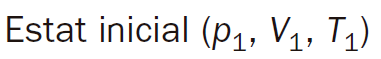 Estat inicial (p₁, V₁, T₁)